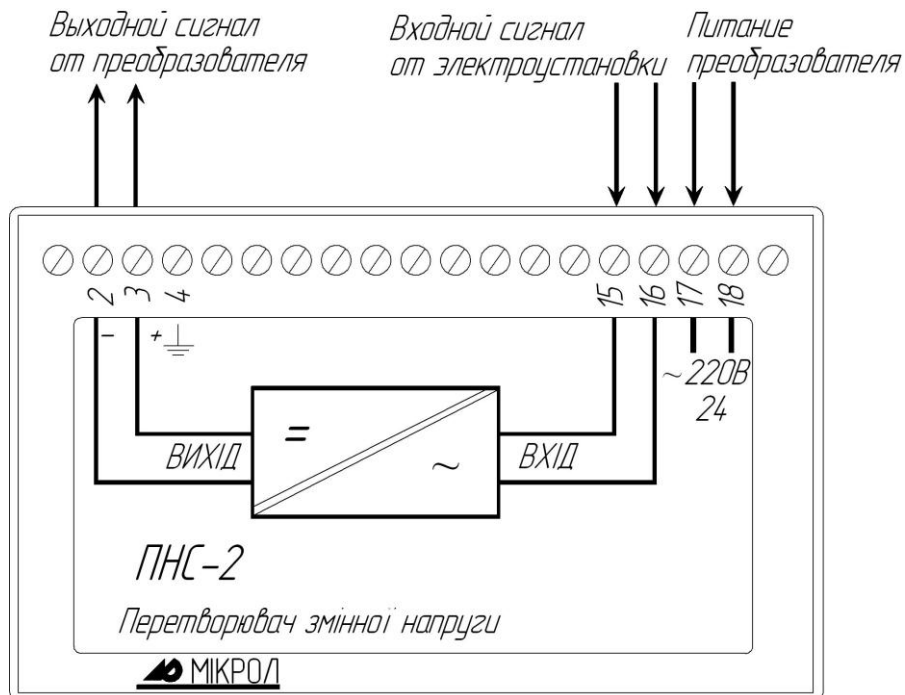 Выходной сигнал
от преобразователя
Входной сигнал
от электроустановки
Питание
преобразователя
2 3 4 15 16 17 18
- +
~220В
24
=
~
ВИХІД
ВХІД
ПНС-2
Перетворювач змінної напруги
МІКРОЛ